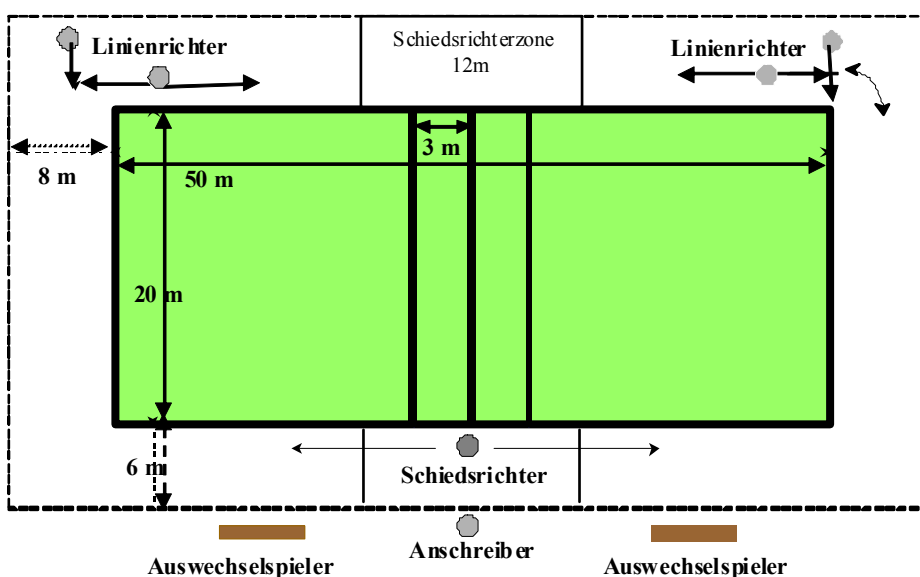 Linienrichter
Schiedsrichterzone
12m
Linienrichter
3 m
8 m
50 m
20 m
6 m
Schiedsrichter
Anschreiber
Auswechselspieler
Auswechselspieler